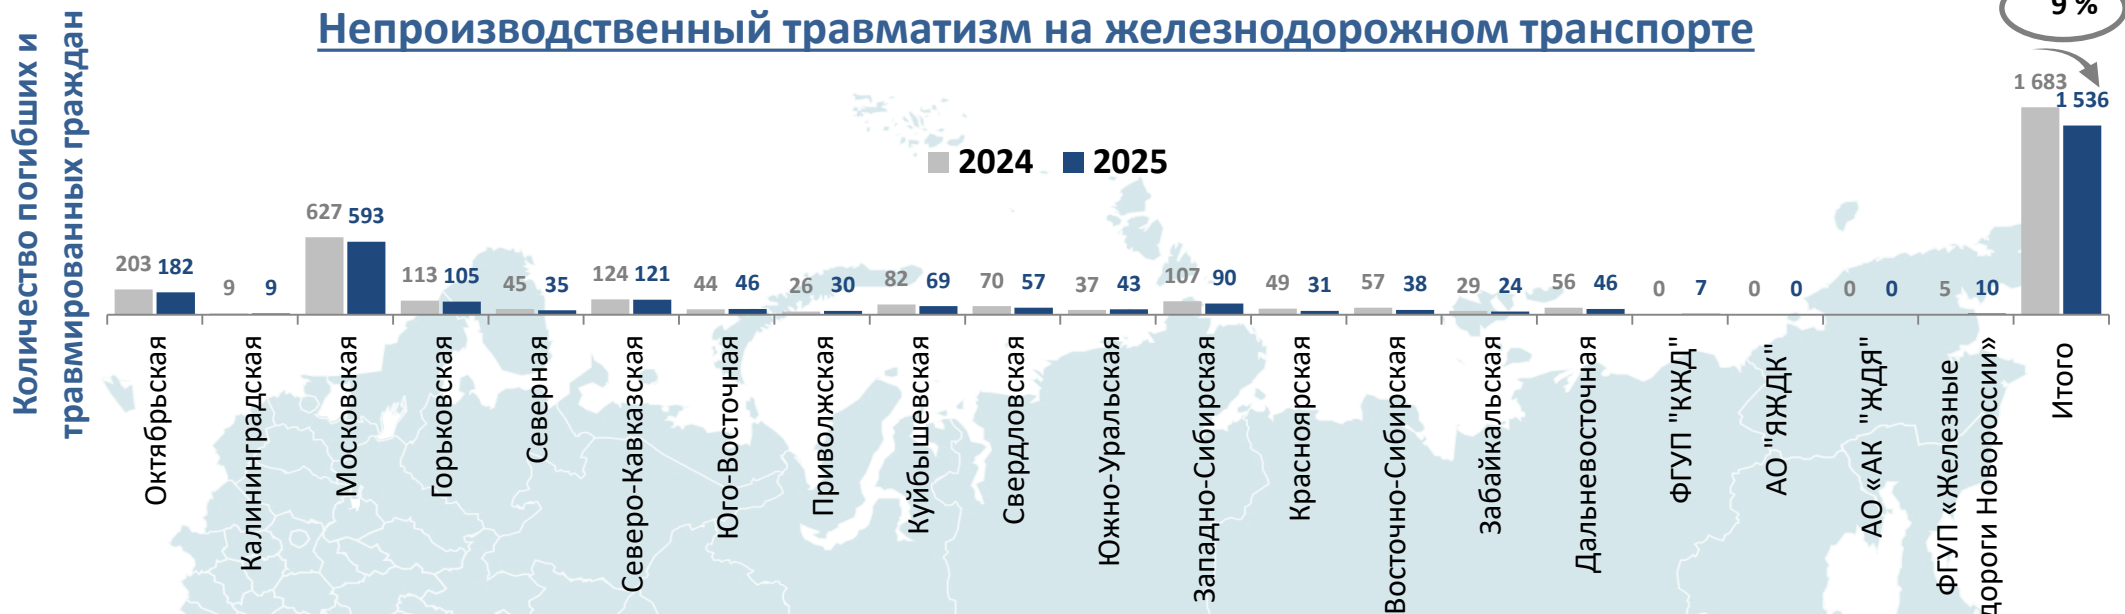 9 %
Непроизводственный травматизм на железнодорожном транспорте
Количество погибших и
травмированных граждан
2024 2025
203 182
9 9
627 593
113 105
45 35
124 121
44 46
26 30
82 69
70 57
37 43
107 90
49 31
57 38
29 24
56 46
0 7
0 0
0 0
5 10
1 683
1 536
Октябрьская
Калининградская
Московская
Горьковская
Северная
Северо-Кавказская
Юго-Восточная
Приволжская
Куйбышевская
Свердловская
Южно-Уральская
Западно-Сибирская
Красноярская
Восточно-Сибирская
Забайкальская
Дальневосточная
ФГУП "КЖД"
АО "ЯЖДК"
АО «АК "ЖДЯ"
ФГУП «Железные
дороги Новороссии»
Итого